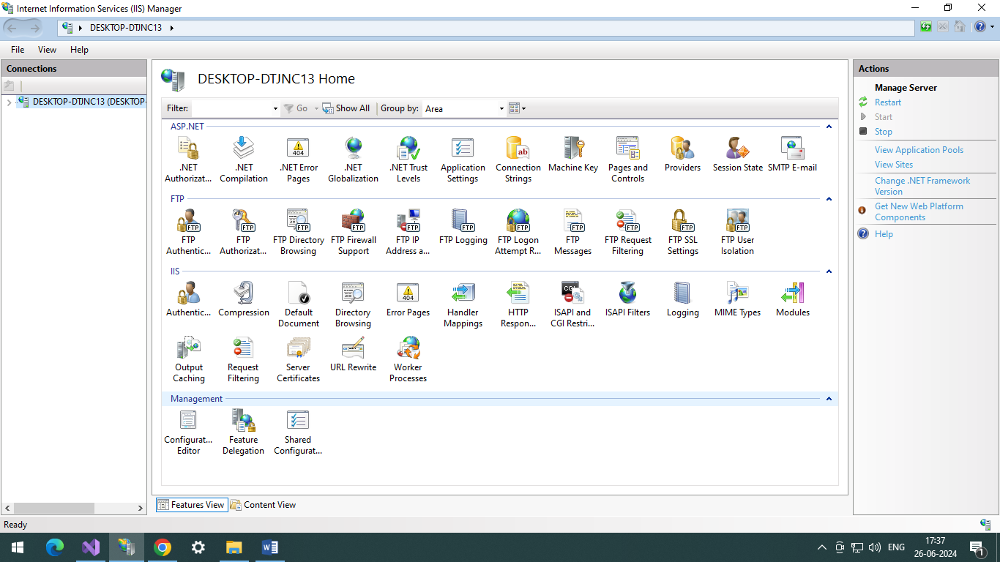 Internet Information Services (IIS) Manager
DESKTOP-DTJNC13
File View Help
Connections
DESKTOP-DTJNC13 (DESKTOP-
DESKTOP-DTJNC13 Home
Filter: Go Show All Group by: Area
ASP.NET
.NET Authorizat...
.NET Compilation
.NET Error Pages
.NET Globalization
.NET Trust Levels
Application Settings
Connection Strings
Machine Key
Pages and Controls
Providers
Session State
SMTP E-mail
FTP
FTP Authentic...
FTP Authorizat...
FTP Directory Browsing
FTP Firewall Support
FTP IP Address a...
FTP Logging
FTP Logon Attempt R...
FTP Messages
FTP Request Filtering
FTP SSL Settings
FTP User Isolation
IIS
Authentic...
Compression
Default Document
Directory Browsing
Error Pages
Handler Mappings
HTTP Respon...
ISAPI and CGI Restri...
ISAPI Filters
Logging
MIME Types
Modules
Output Caching
Request Filtering
Server Certificates
URL Rewrite
Worker Processes
Management
Configurat... Editor
Feature Delegation
Shared Configurat...
Features View Content View
Actions
Manage Server
Restart
Start
Stop
View Application Pools
View Sites
Change .NET Framework
Version
Get New Web Platform
Components
Help
Ready
ENG
17:37
26-06-2024
1